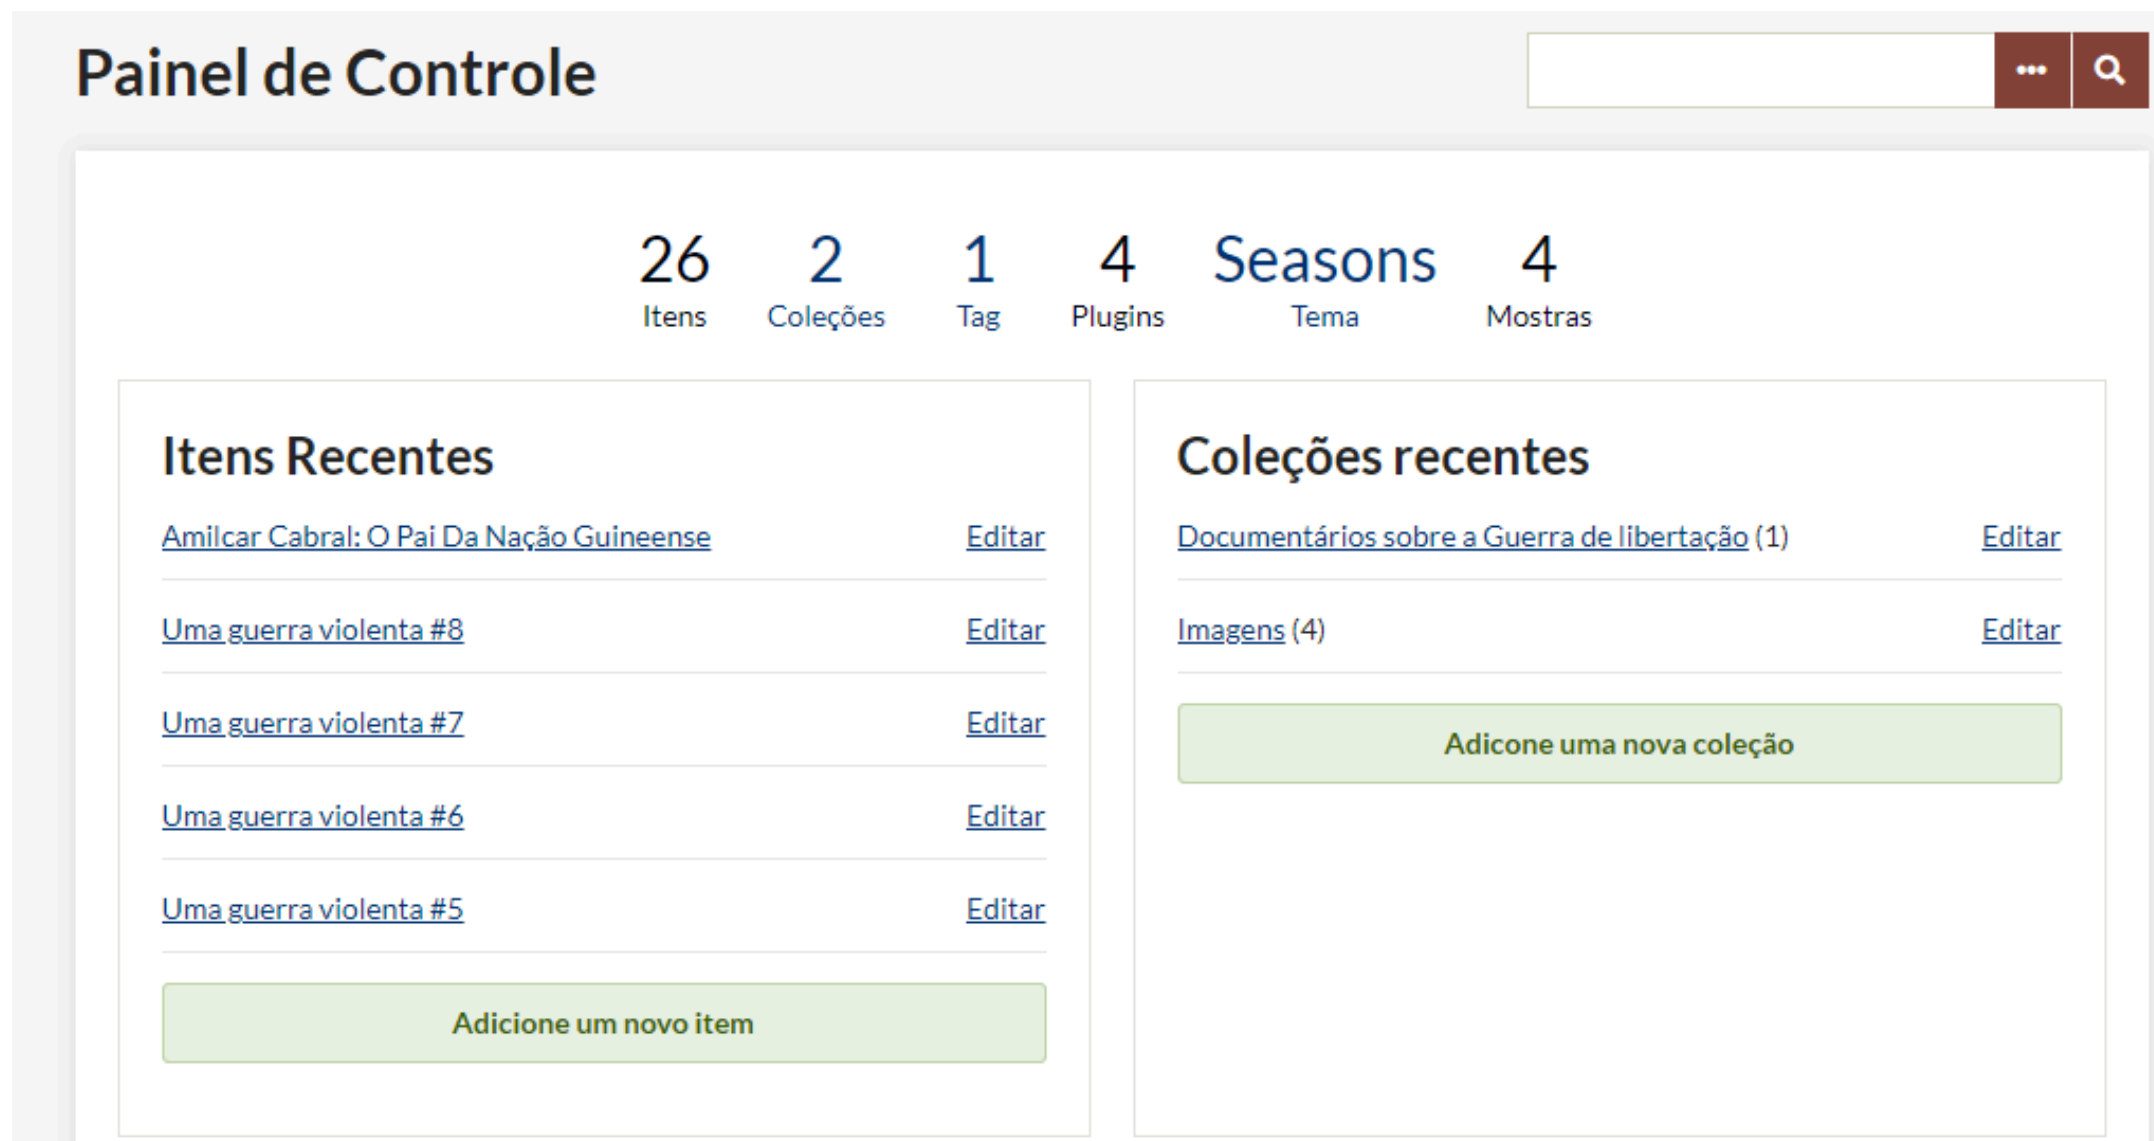 Painel de Controle
26 2 1 4 Seasons 4
Itens Coleções Tag Plugins Tema Mostras
Itens Recentes
Amilcar Cabral: O Pai Da Nação Guineense Editar
Uma guerra violenta #8 Editar
Uma guerra violenta #7 Editar
Uma guerra violenta #6 Editar
Uma guerra violenta #5 Editar
Adicione um novo item
Coleções recentes
Documentários sobre a Guerra de libertação (1) Editar
Imagens (4) Editar
Adicone uma nova coleção